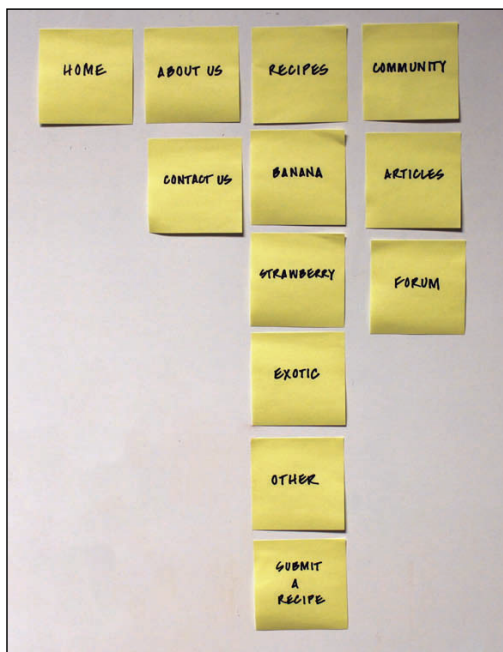 HOME
ABOUT US
RECIPES
COMMUNITY
CONTACT US
BANANA
ARTICLES
STRAWBERRY
FORUM
EXOTIC
OTHER
SUBMIT
A
RECIPE